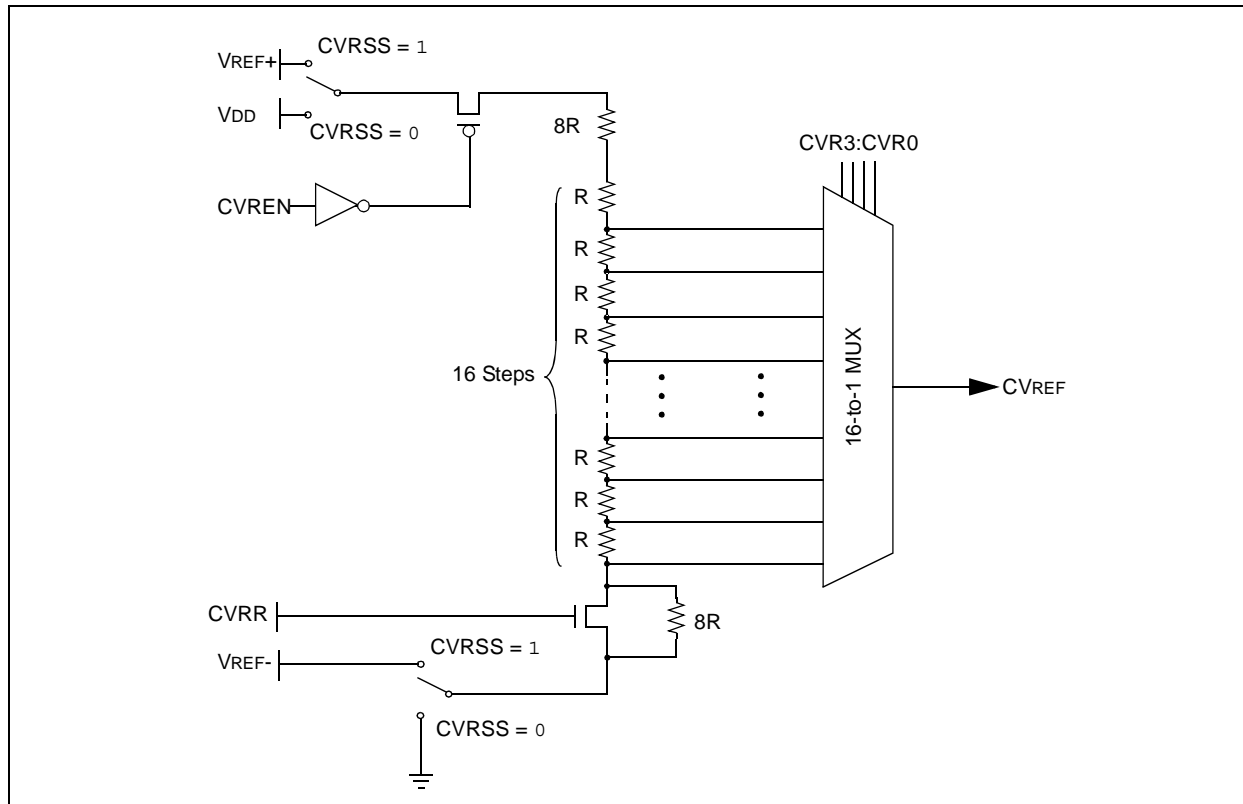 CVRSS = 1
VREF+
VDD
CVRSS = 0
8R
CVR3:CVR0
CVREN
R
R
R
R
16 Steps
16-to-1 MUX
CVREF
R
R
R
CVRR
8R
CVRSS = 1
VREF-
CVRSS = 0